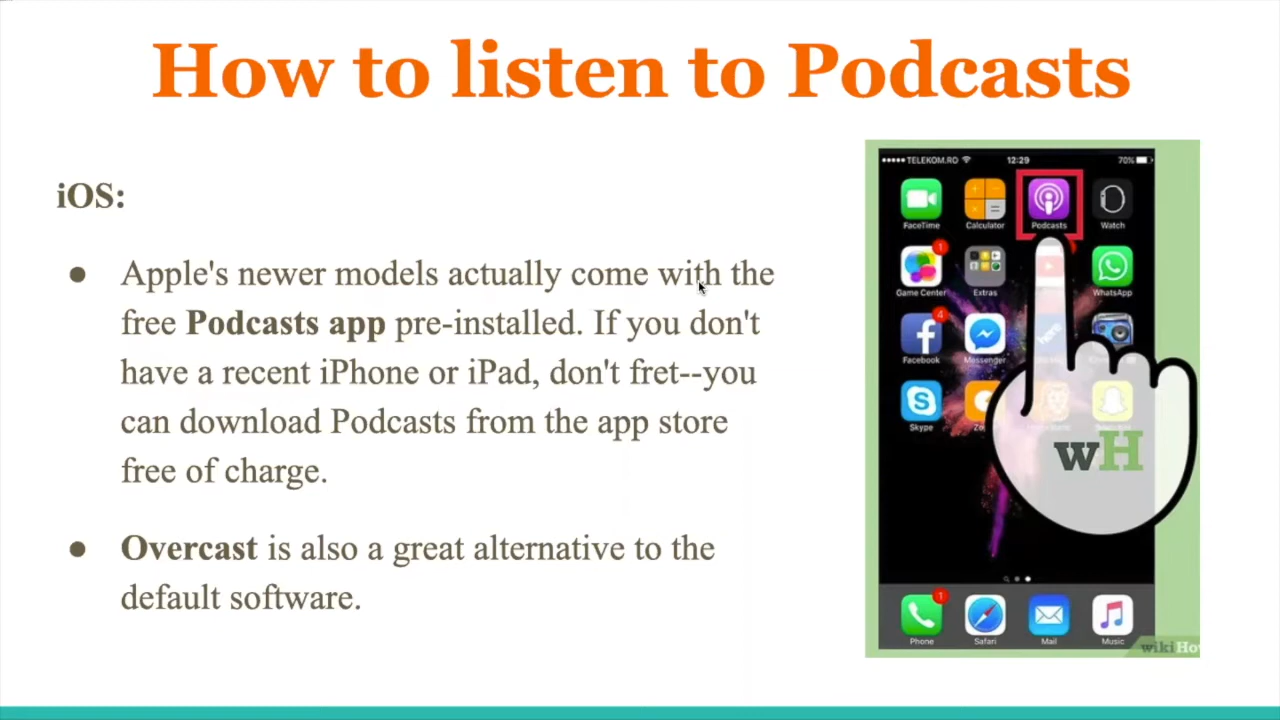 How to listen to Podcasts
iOS:
● Apple's newer models actually come with the
free Podcasts app pre-installed. If you don't
have a recent iPhone or iPad, don't fret--you
can download Podcasts from the app store
free of charge.
● Overcast is also a great alternative to the
default software.
TELEKOM.RO 12:29 70%
FaceTime Calculator Podcasts Watch
1
Game Center Extras WhatsApp
4
Facebook Messenger
Skype
wH
1
Phone Safari Mail Music